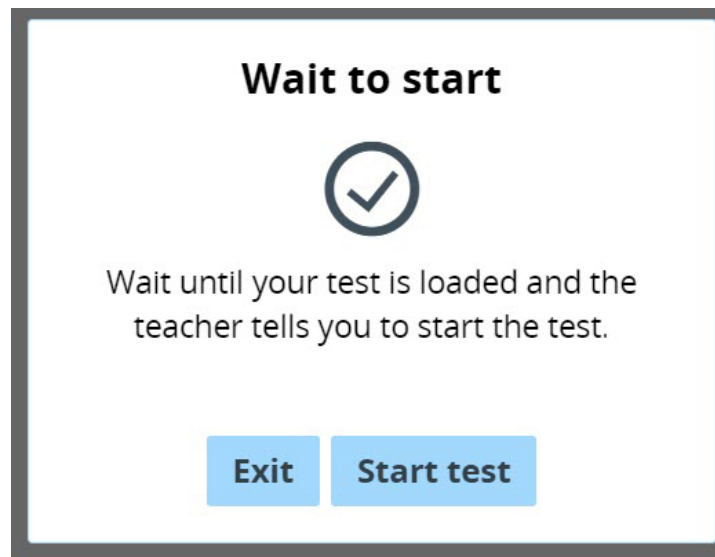 Wait to start
Wait until your test is loaded and the
teacher tells you to start the test.
Exit
Start test